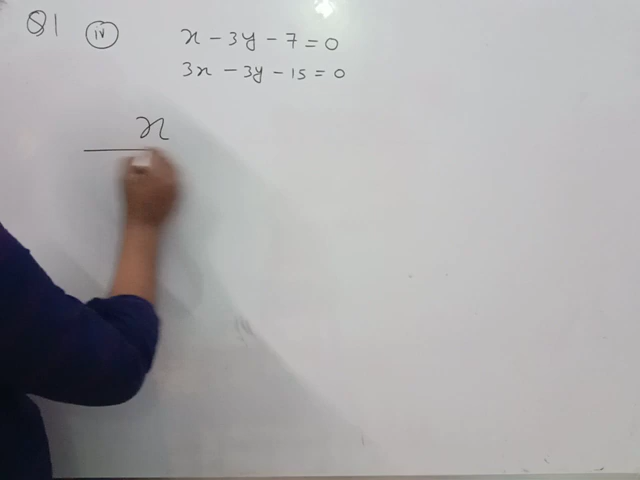 Q1 (iv) x - 3y - 7 = 0
3x - 3y - 15 = 0
x